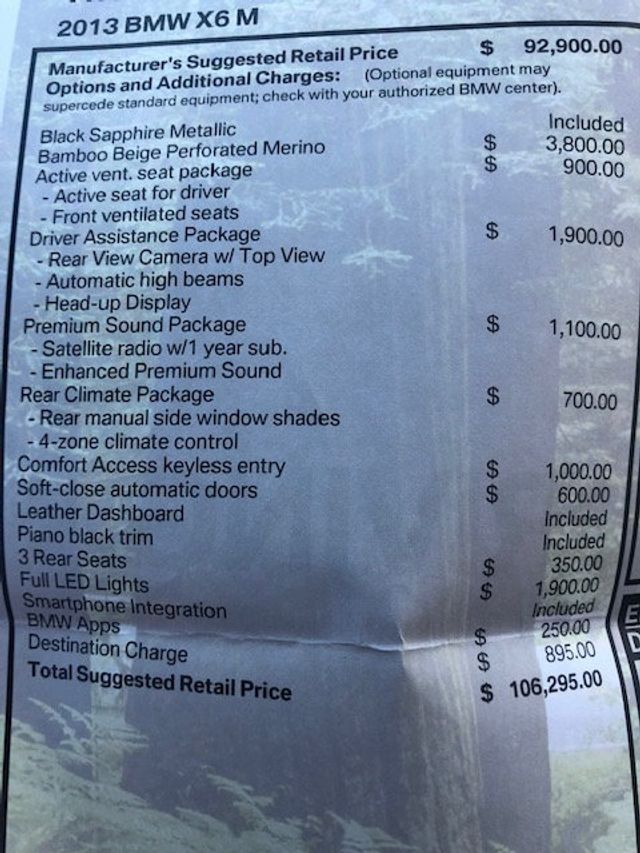 2013 BMW X6 M
Manufacturer's Suggested Retail Price $ 92,900.00
Options and Additional Charges: (Optional equipment may
supercede standard equipment; check with your authorized BMW center).
Black Sapphire Metallic Included
Bamboo Beige Perforated Merino $ 3,800.00
Active vent. seat package $ 900.00
- Active seat for driver
- Front ventilated seats
Driver Assistance Package $ 1,900.00
- Rear View Camera w/ Top View
- Automatic high beams
- Head-up Display
Premium Sound Package $ 1,100.00
- Satellite radio w/1 year sub.
- Enhanced Premium Sound
Rear Climate Package $ 700.00
- Rear manual side window shades
- 4-zone climate control
Comfort Access keyless entry $ 1,000.00
Soft-close automatic doors $ 600.00
Leather Dashboard Included
Piano black trim Included
3 Rear Seats $ 350.00
Full LED Lights $ 1,900.00
Smartphone Integration Included
BMW Apps $ 250.00
Destination Charge $ 895.00
Total Suggested Retail Price $ 106,295.00